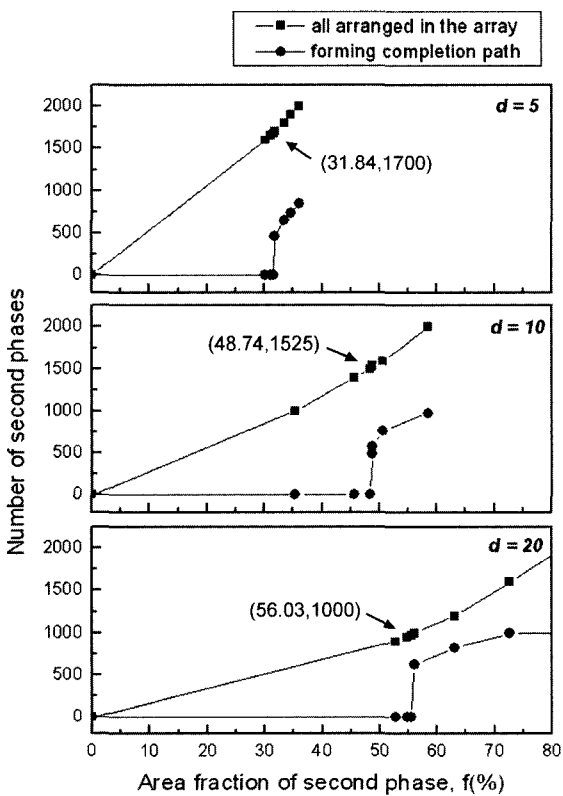 all arranged in the array
forming completion path
Number of second phases
2000
1500
1000
500
0
d = 5
(31.84,1700)
2000
1500
1000
500
0
d = 10
(48.74,1525)
2000
1500
1000
500
0
d = 20
(56.03,1000)
0 10 20 30 40 50 60 70 80
Area fraction of second phase, f(%)